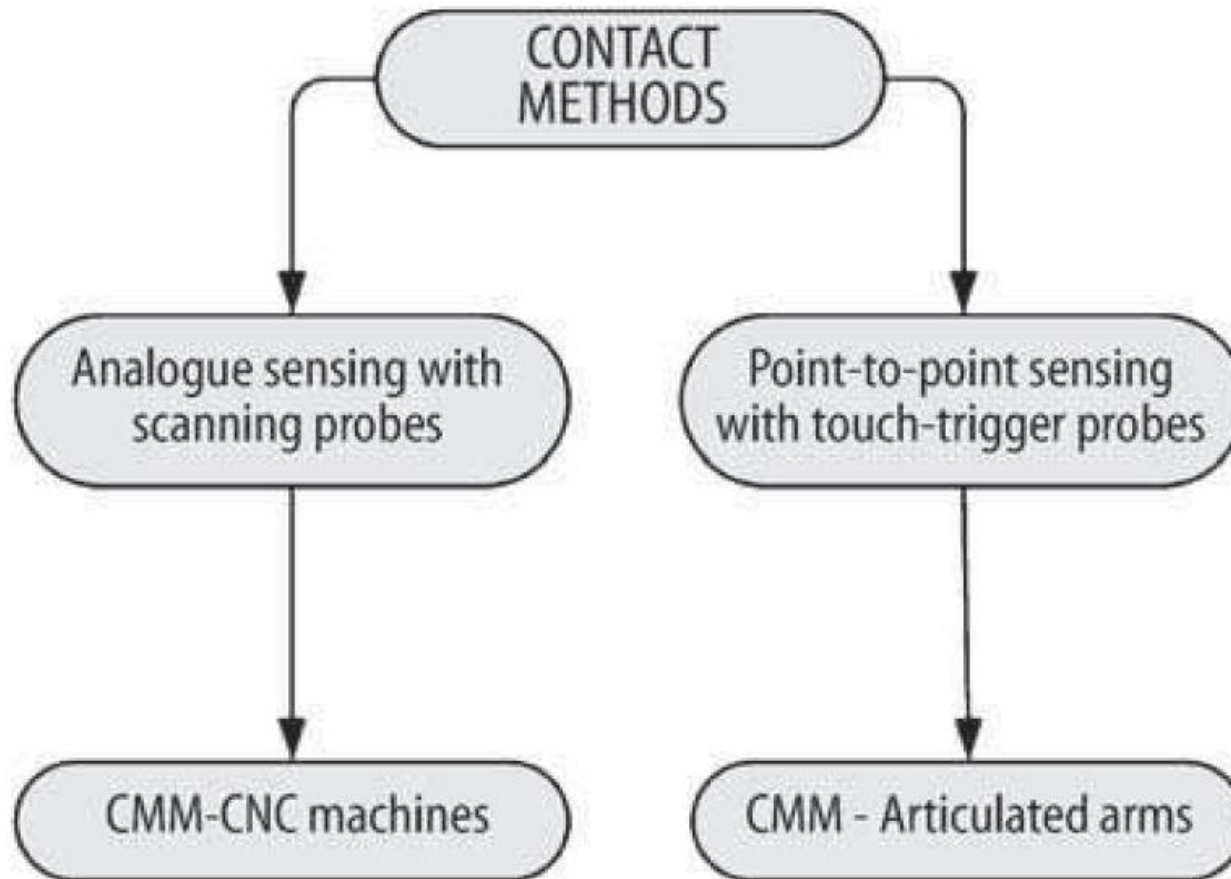 CONTACT
METHODS
Analogue sensing with
scanning probes
Point-to-point sensing
with touch-trigger probes
CMM-CNC machines
CMM - Articulated arms